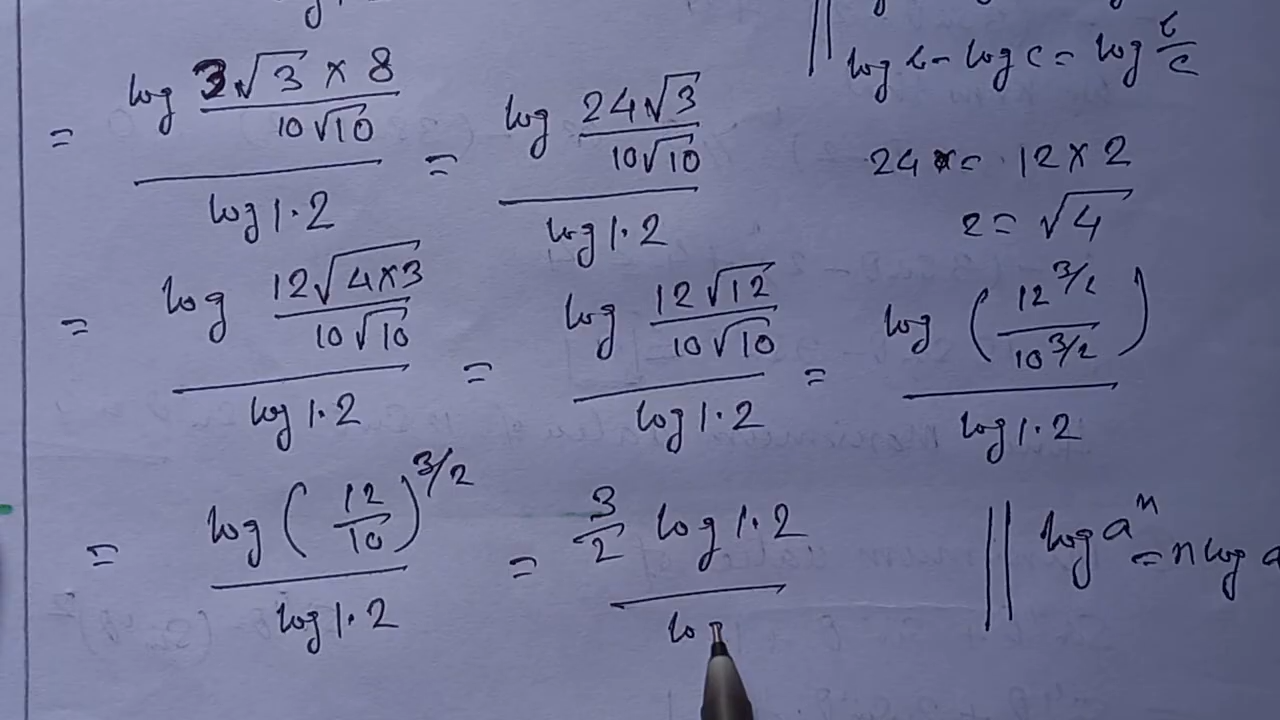 log b - log c = log b/c
= (log (3√3 × 8)/(10√10))/(log 1.2) = (log (24√3)/(10√10))/(log 1.2)
24 = 12 × 2
2 = √4
= (log (12√(4×3))/(10√10))/(log 1.2) = (log (12√12)/(10√10))/(log 1.2) = (log (12^3/2 / 10^3/2))/(log 1.2)
= (log (12/10)^3/2)/(log 1.2) = (3/2 log 1.2)/(lo || log a^n = n log a